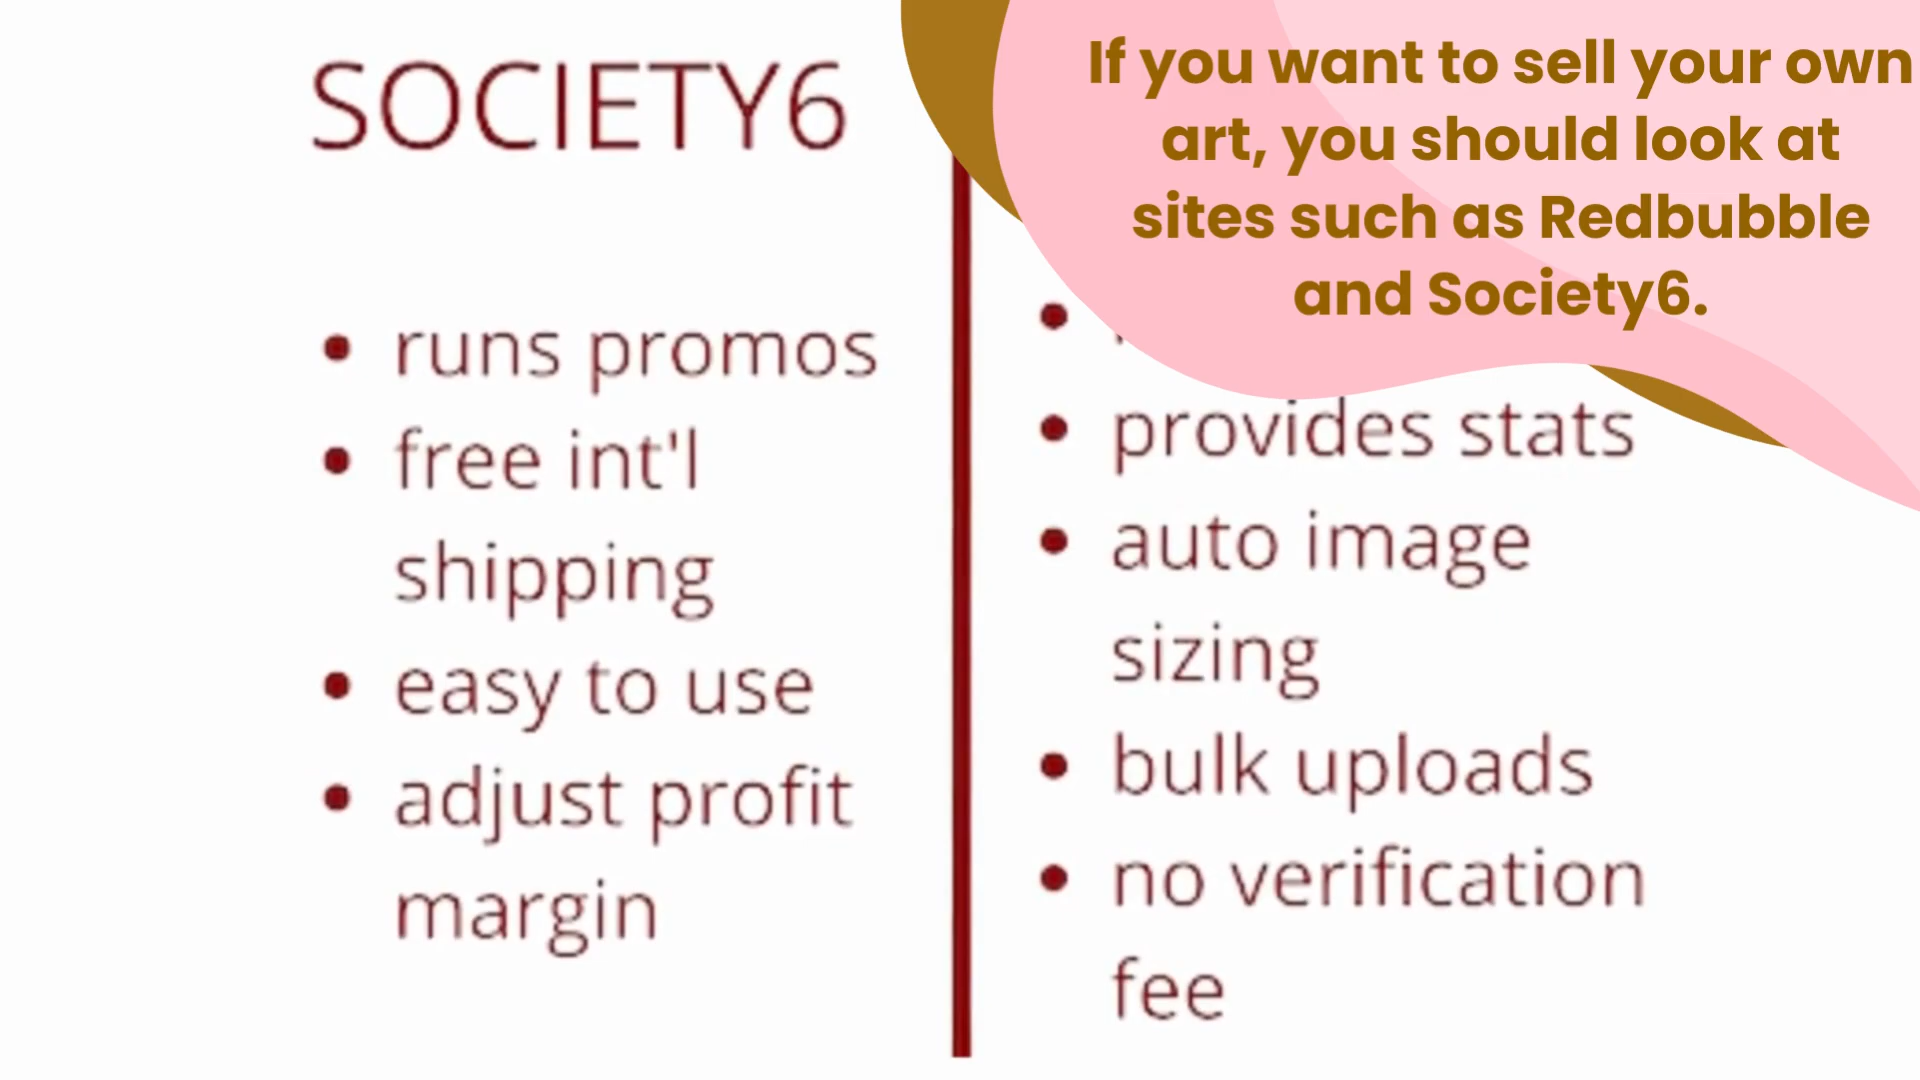 SOCIETY6
runs promos
free int'l
shipping
easy to use
adjust profit
margin
If you want to sell your own
art, you should look at
sites such as Redbubble
and Society6.
provides stats
auto image
sizing
bulk uploads
no verification
fee